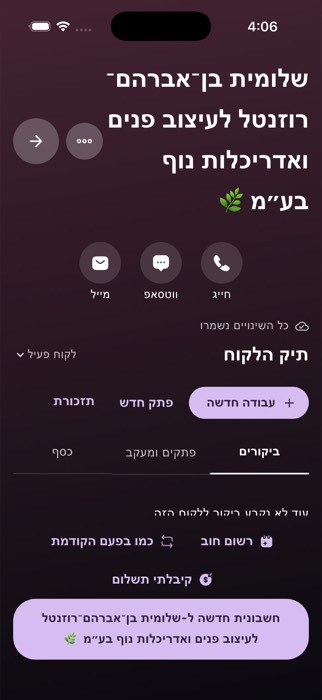 4:06
שלומית בן־אברהם־
רוזנטל לעיצוב פנים
ואדריכלות נוף
בע״מ 🌿
חייג
ווטסאפ
מייל
כל השינויים נשמרו
תיק הלקוח
לקוח פעיל
עבודה חדשה
פתק חדש
תזכורת
ביקורים
פתקים ומעקב
כסף
עוד לא נקבע ביקור ללקוח הזה
רשום חוב
כמו בפעם הקודמת
קיבלתי תשלום
חשבונית חדשה ל-שלומית בן־אברהם־רוזנטל
לעיצוב פנים ואדריכלות נוף בע״מ 🌿